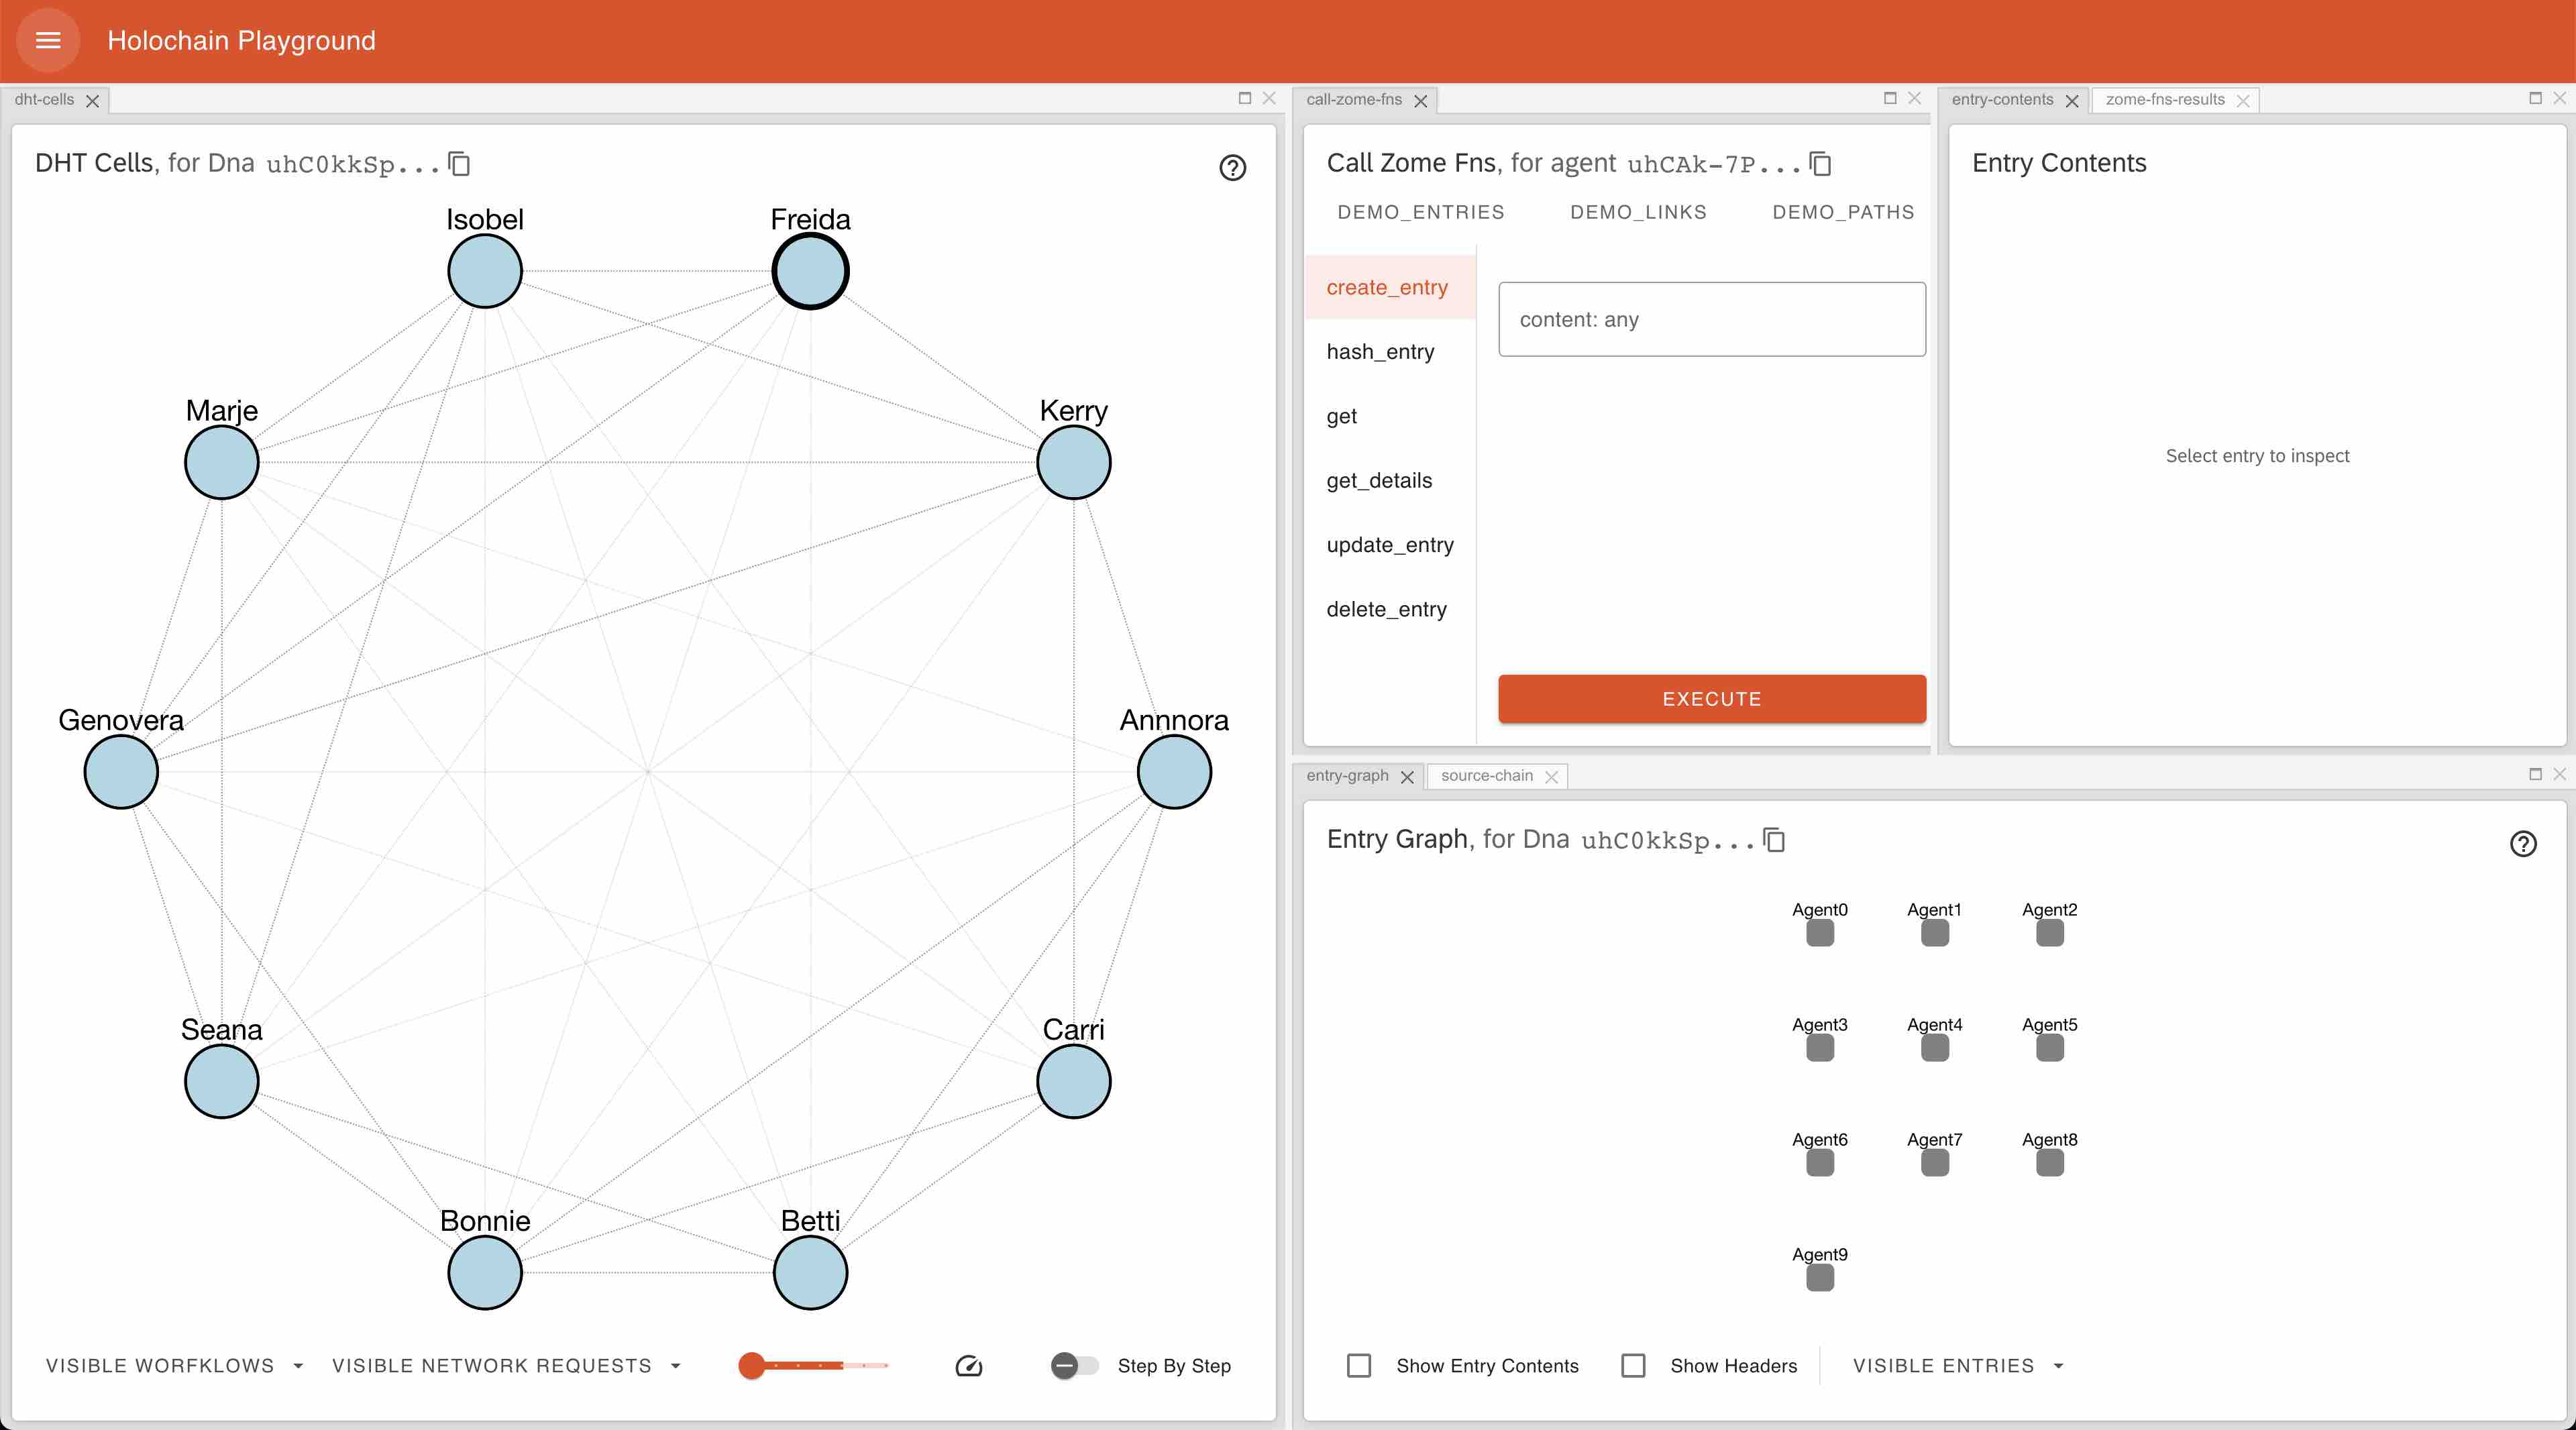 Holochain Playground
dht-cells
DHT Cells, for Dna uhC0kkSp...
Isobel
Freida
Marje
Kerry
Genovera
Annnora
Seana
Carri
Bonnie
Betti
VISIBLE WORFKLOWS
VISIBLE NETWORK REQUESTS
Step By Step
call-zome-fns
Call Zome Fns, for agent uhCAk-7P...
DEMO_ENTRIES
DEMO_LINKS
DEMO_PATHS
create_entry
hash_entry
get
get_details
update_entry
delete_entry
content: any
EXECUTE
entry-contents
zome-fns-results
Entry Contents
Select entry to inspect
entry-graph
source-chain
Entry Graph, for Dna uhC0kkSp...
Agent0
Agent1
Agent2
Agent3
Agent4
Agent5
Agent6
Agent7
Agent8
Agent9
Show Entry Contents
Show Headers
VISIBLE ENTRIES